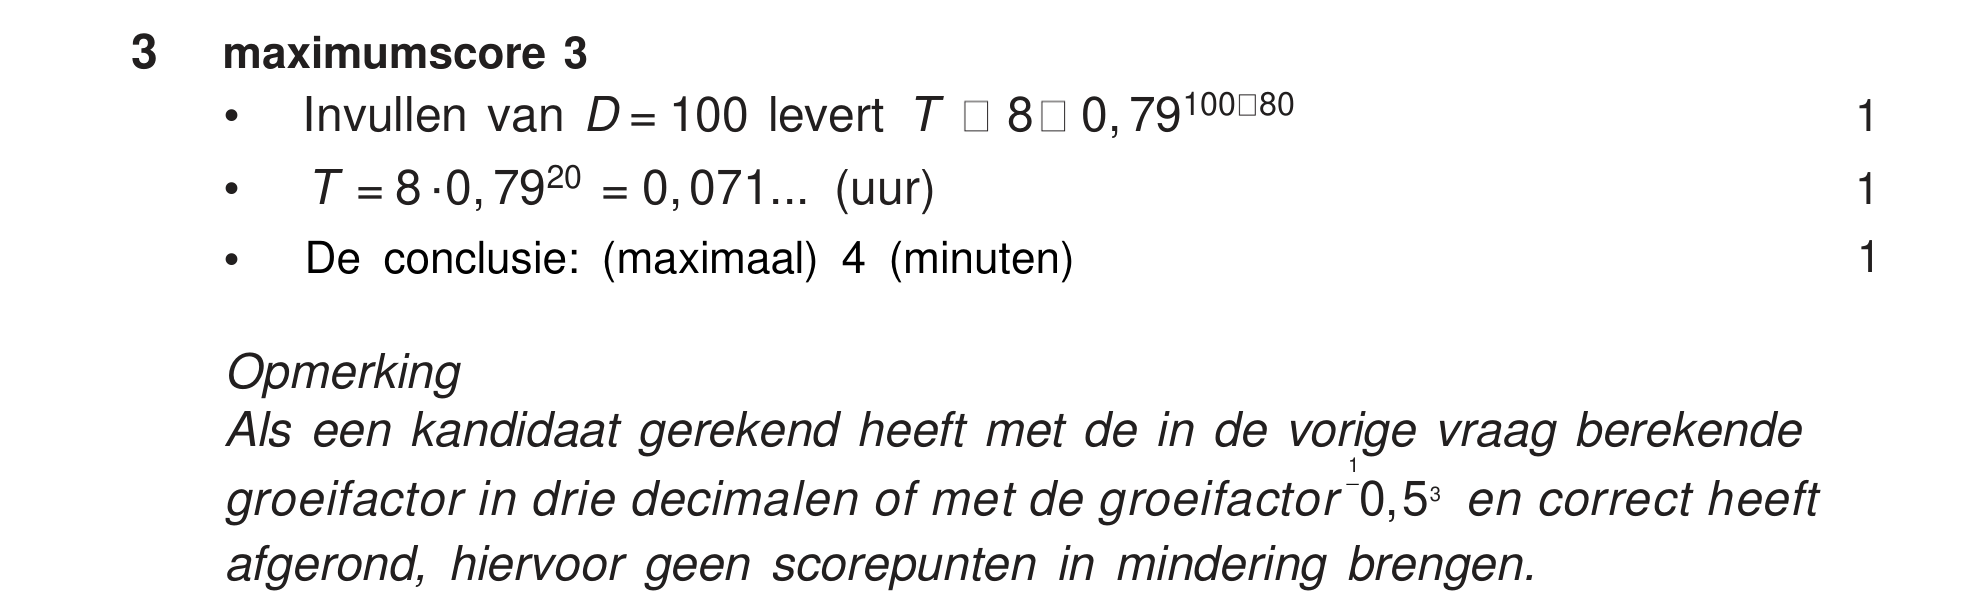 3 maximumscore 3
• Invullen van D = 100 levert T □ 8□ 0,79^100□80 1
• T = 8 · 0,79^20 = 0,071... (uur) 1
• De conclusie: (maximaal) 4 (minuten) 1
Opmerking
Als een kandidaat gerekend heeft met de in de vorige vraag berekende
groeifactor in drie decimalen of met de groeifactor 0,5^(1/3) en correct heeft
afgerond, hiervoor geen scorepunten in mindering brengen.